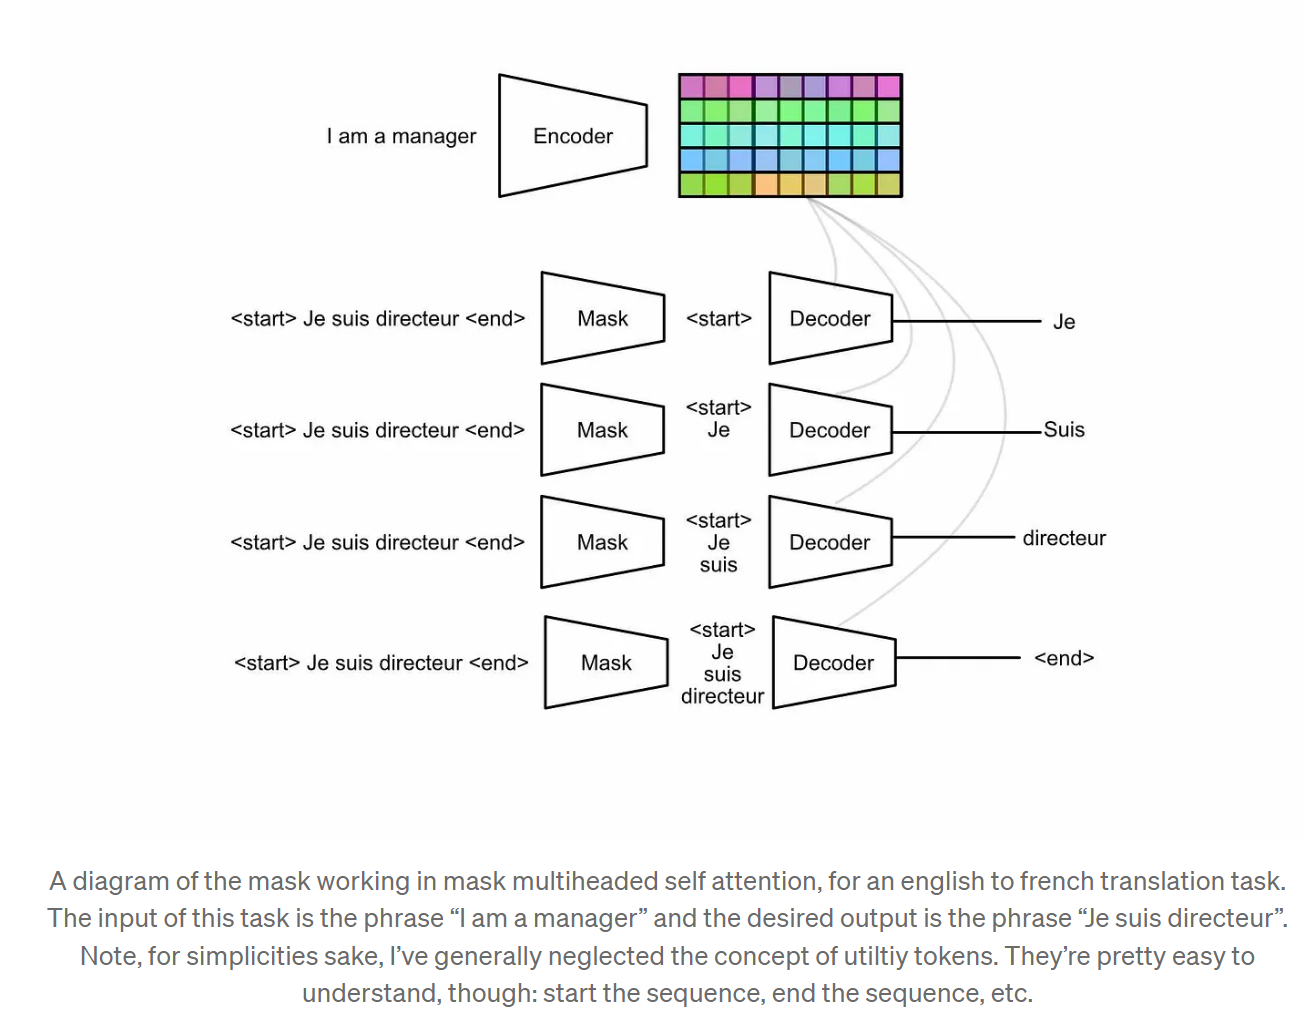 I am a manager
Encoder
<start> Je suis directeur <end>
Mask
<start>
Decoder
Je
<start> Je suis directeur <end>
Mask
<start>
Je
Decoder
Suis
<start> Je suis directeur <end>
Mask
<start>
Je
suis
Decoder
directeur
<start> Je suis directeur <end>
Mask
<start>
Je
suis
directeur
Decoder
<end>
A diagram of the mask working in mask multiheaded self attention, for an english to french translation task.
The input of this task is the phrase “I am a manager” and the desired output is the phrase “Je suis directeur”.
Note, for simplicities sake, I’ve generally neglected the concept of utiltiy tokens. They’re pretty easy to
understand, though: start the sequence, end the sequence, etc.